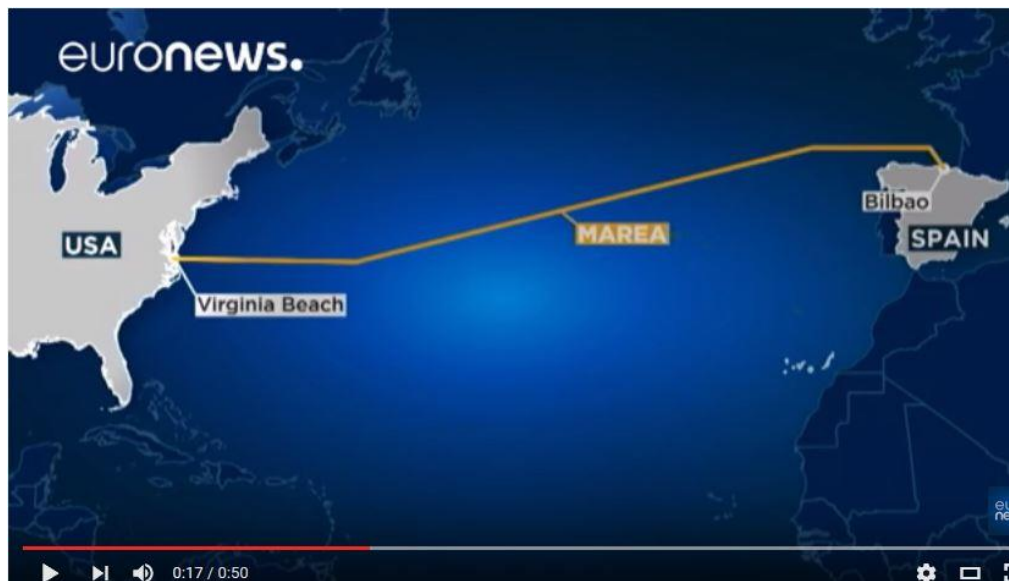 euronews.
USA
Virginia Beach
MAREA
Bilbao
SPAIN
0:17 / 0:50